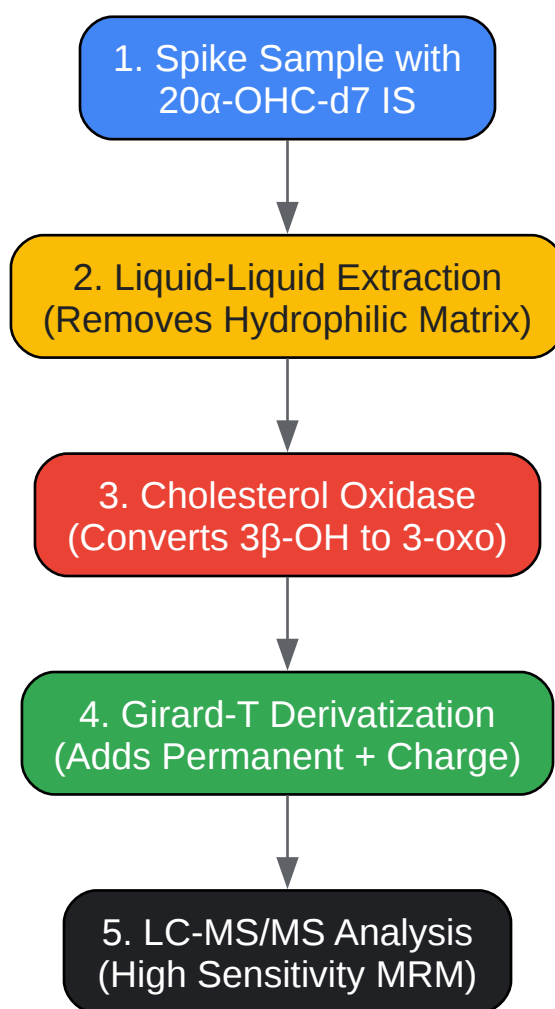 1. Spike Sample with
20α-OHC-d7 IS
2. Liquid-Liquid Extraction
(Removes Hydrophilic Matrix)
3. Cholesterol Oxidase
(Converts 3β-OH to 3-oxo)
4. Girard-T Derivatization
(Adds Permanent + Charge)
5. LC-MS/MS Analysis
(High Sensitivity MRM)